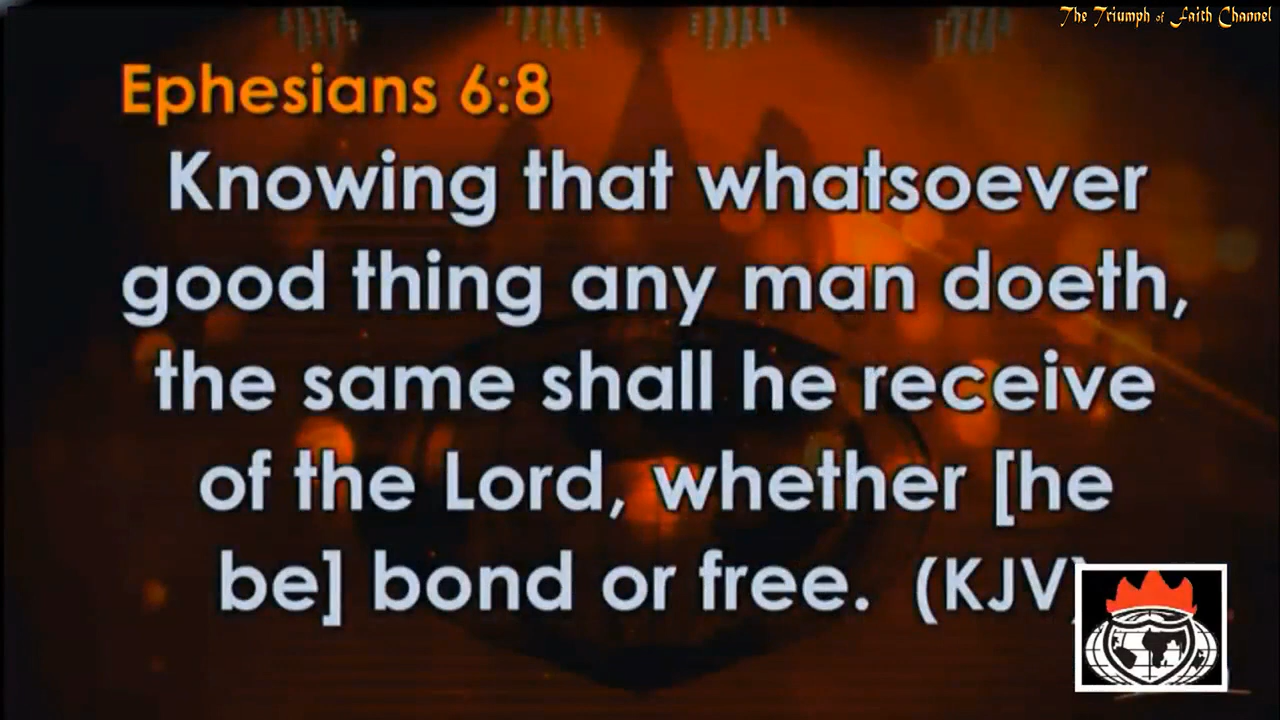 The Triumph of Faith Channel
Ephesians 6:8
Knowing that whatsoever
good thing any man doeth,
the same shall he receive
of the Lord, whether [he
be] bond or free. (KJV)